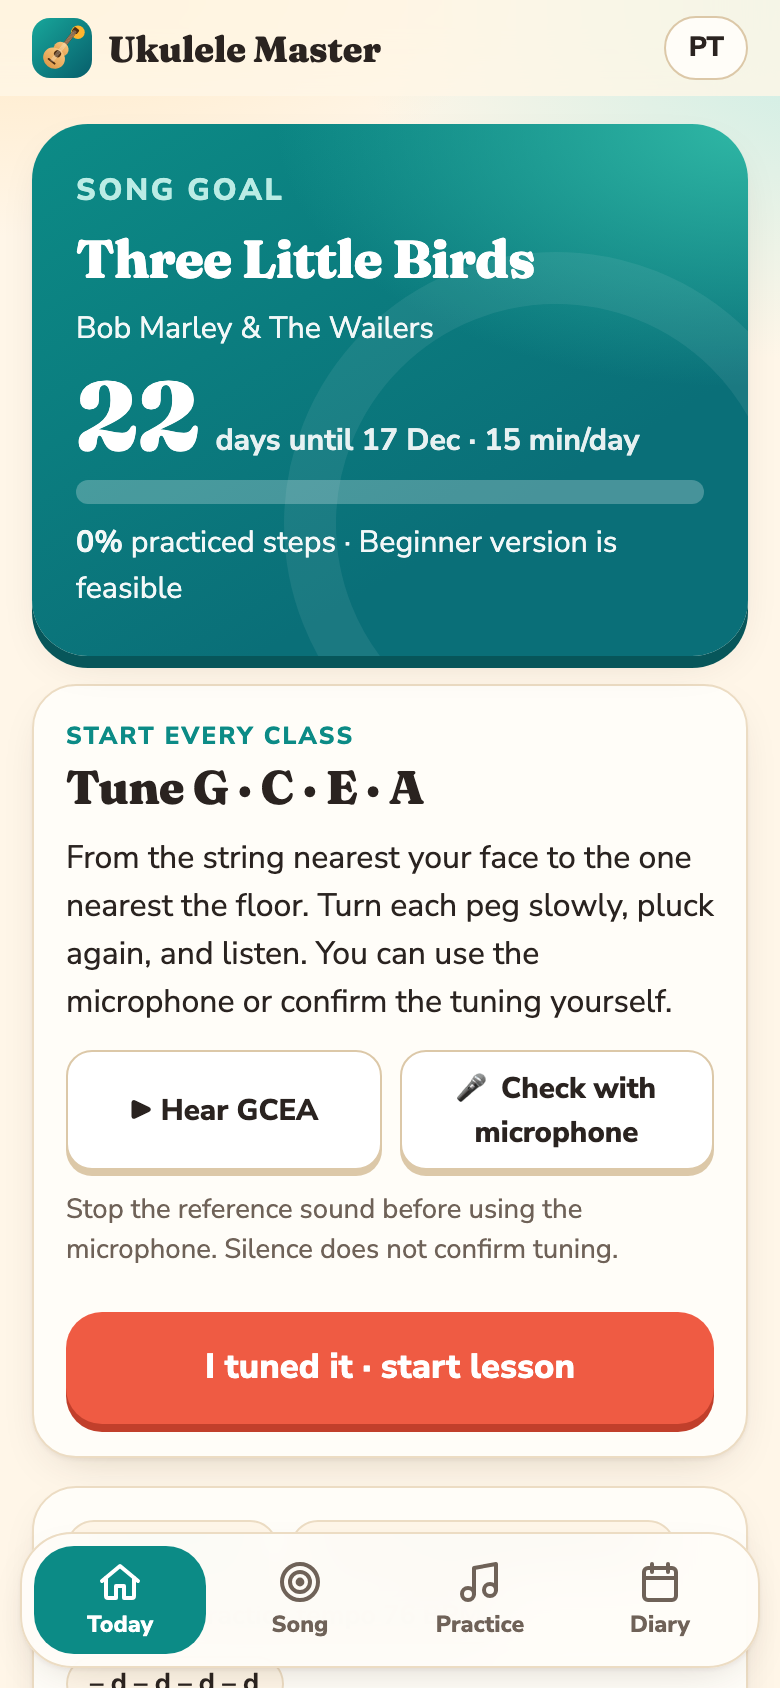 Ukulele Master
PT
SONG GOAL
Three Little Birds
Bob Marley & The Wailers
22 days until 17 Dec · 15 min/day
0% practiced steps · Beginner version is
feasible
START EVERY CLASS
Tune G · C · E · A
From the string nearest your face to the one
nearest the floor. Turn each peg slowly, pluck
again, and listen. You can use the
microphone or confirm the tuning yourself.
▶ Hear GCEA
🎤 Check with
microphone
Stop the reference sound before using the
microphone. Silence does not confirm tuning.
I tuned it · start lesson
Today
Song
Practice
Diary
– d – d – d – d